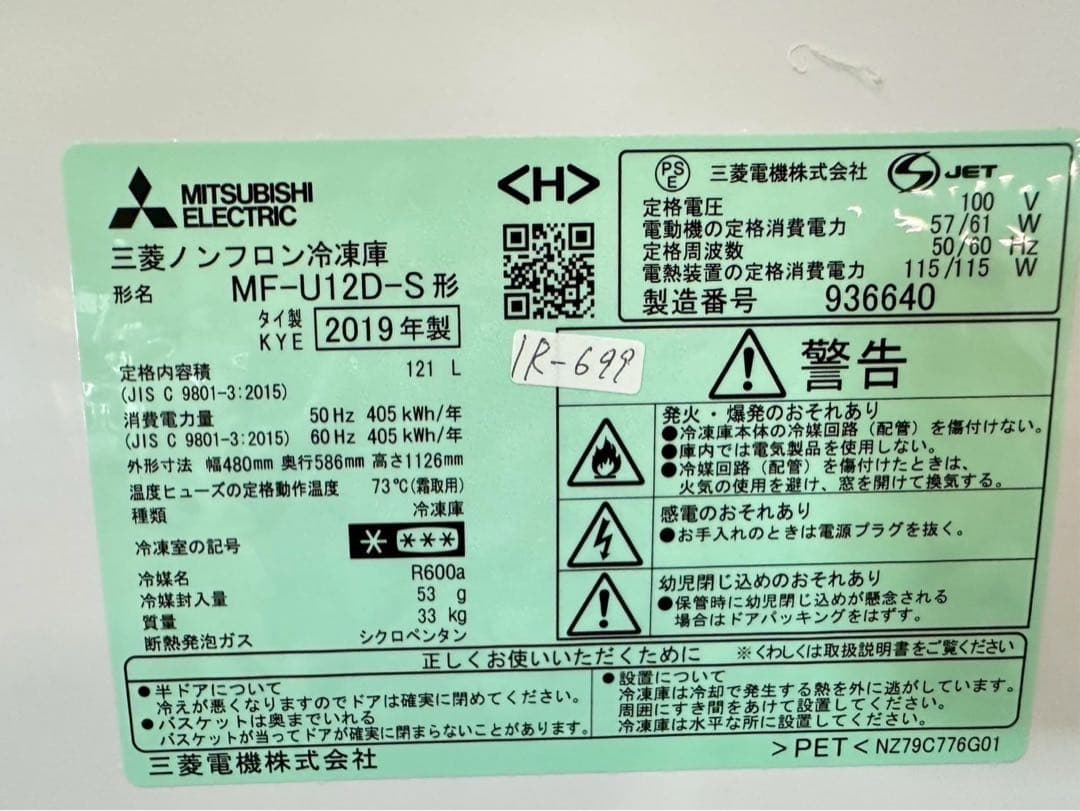 MITSUBISHI
ELECTRIC
三菱ノンフロン冷凍庫
形名 MF-U12D-S形
タイ製
KYE 2019年製
定格内容積 121 L
(JIS C 9801-3:2015)
消費電力量 50Hz 405kWh/年
(JIS C 9801-3:2015) 60Hz 405kWh/年
外形寸法 幅480mm 奥行586mm 高さ1126mm
温度ヒューズの定格動作温度 73℃(霜取用)
種類 冷凍庫
冷凍室の記号 * ***
冷媒名 R600a
冷媒封入量 53 g
質量 33 kg
断熱発泡ガス シクロペンタン
<H>
1R-699
PSE 三菱電機株式会社 JET
定格電圧 100 V
電動機の定格消費電力 57/61 W
定格周波数 50/60 Hz
電熱装置の定格消費電力 115/115 W
製造番号 936640
警告
発火・爆発のおそれあり
●冷凍庫本体の冷媒回路（配管）を傷付けない。
●庫内では電気製品を使用しない。
●冷媒回路（配管）を傷付けたときは、
火気の使用を避け、窓を開けて換気する。
感電のおそれあり
●お手入れのときは電源プラグを抜く。
幼児閉じ込めのおそれあり
●保管時に幼児閉じ込めが懸念される
場合はドアパッキングをはずす。
正しくお使いいただくために ※くわしくは取扱説明書をご覧ください
●半ドアについて
冷えが悪くなりますのでドアは確実に閉めてください。
●バスケットは奥までいれる
バスケットが当ってドアが確実に閉まらないことがあります。
●設置について
冷凍庫は冷却で発生する熱を外に逃がしています。
周囲にすき間をあけて設置してください。
冷凍庫は水平な所に設置してください。
三菱電機株式会社
>PET< NZ79C776G01